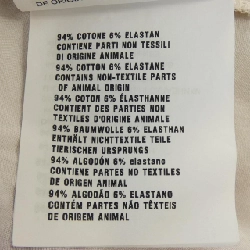 DE ORIGI
94% COTONE 6% ELASTAN
CONTIENE PARTI NON TESSILI
DI ORIGINE ANIMALE
94% COTTON 6% ELASTANE
CONTAINS NON-TEXTILE PARTS
OF ANIMAL ORIGIN
94% COTON 6% ÉLASTHANNE
CONTIENT DES PARTIES NON
TEXTILES D'ORIGINE ANIMALE
94% BAUMWOLLE 6% ELASTHAN
ENTHÄLT NICHTTEXTILE TEILE
TIERISCHEN URSPRUNGS
94% ALGODÓN 6% elastano
CONTIENE PARTES NO TEXTILES
DE ORIGEN ANIMAL
94% ALGODÃO 6% ELASTANO
CONTÉM PARTES NÃO TÊXTEIS
DE ORIGEM ANIMAL